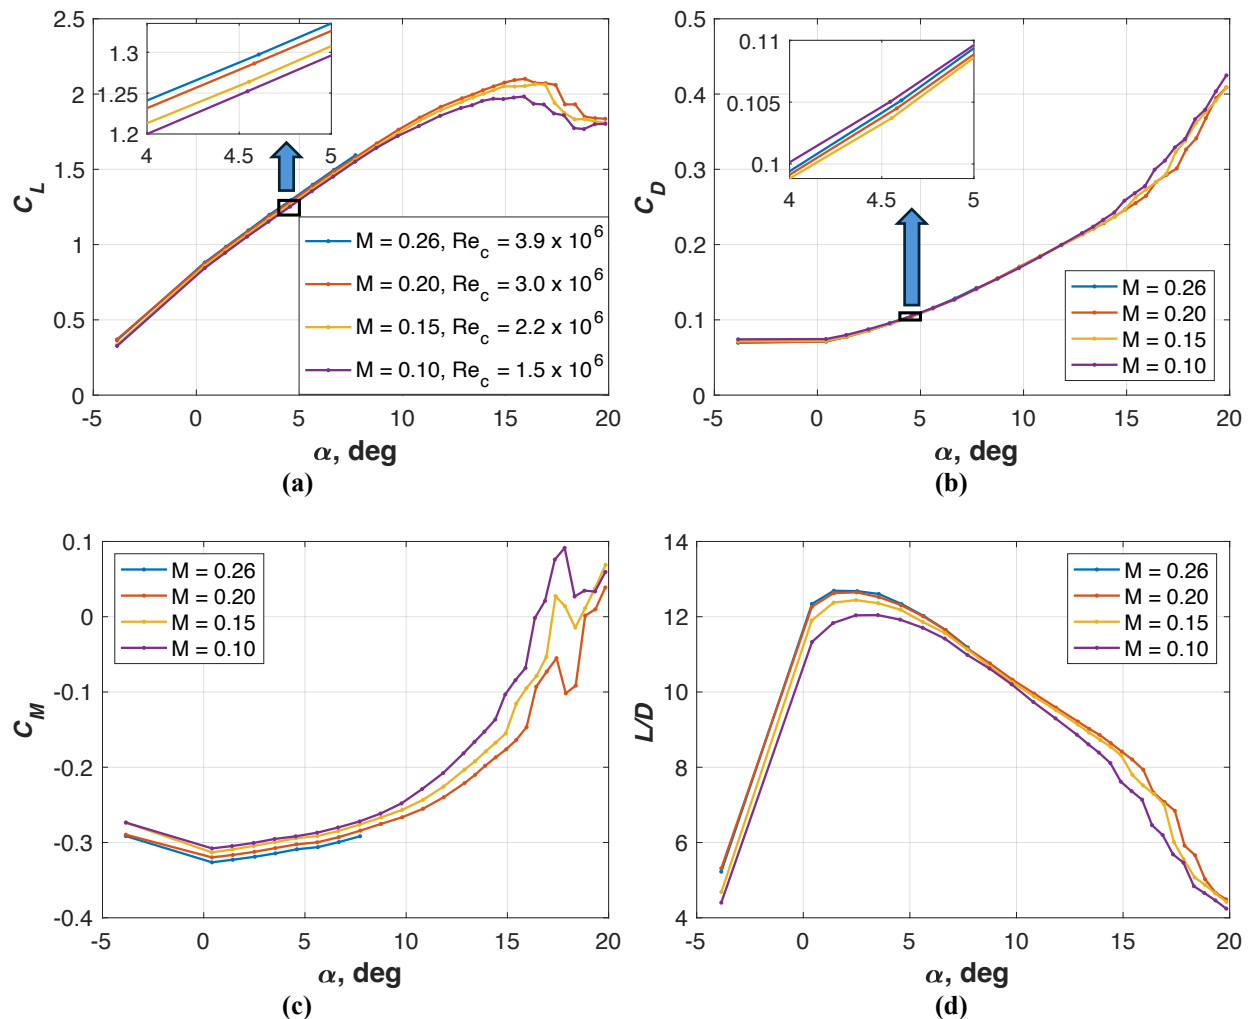 2.5
2
1.5
1
0.5
0
C_L
-5
0
5
10
15
20
α, deg
1.3
1.25
1.2
4
4.5
5
M = 0.26, Re_c = 3.9 x 10^6
M = 0.20, Re_c = 3.0 x 10^6
M = 0.15, Re_c = 2.2 x 10^6
M = 0.10, Re_c = 1.5 x 10^6
(a)
0.5
0.4
0.3
0.2
0.1
0
C_D
-5
0
5
10
15
20
α, deg
0.11
0.105
0.1
4
4.5
5
M = 0.26
M = 0.20
M = 0.15
M = 0.10
(b)
0.1
0
-0.1
-0.2
-0.3
-0.4
C_M
-5
0
5
10
15
20
α, deg
M = 0.26
M = 0.20
M = 0.15
M = 0.10
(c)
14
12
10
8
6
4
L/D
-5
0
5
10
15
20
α, deg
M = 0.26
M = 0.20
M = 0.15
M = 0.10
(d)